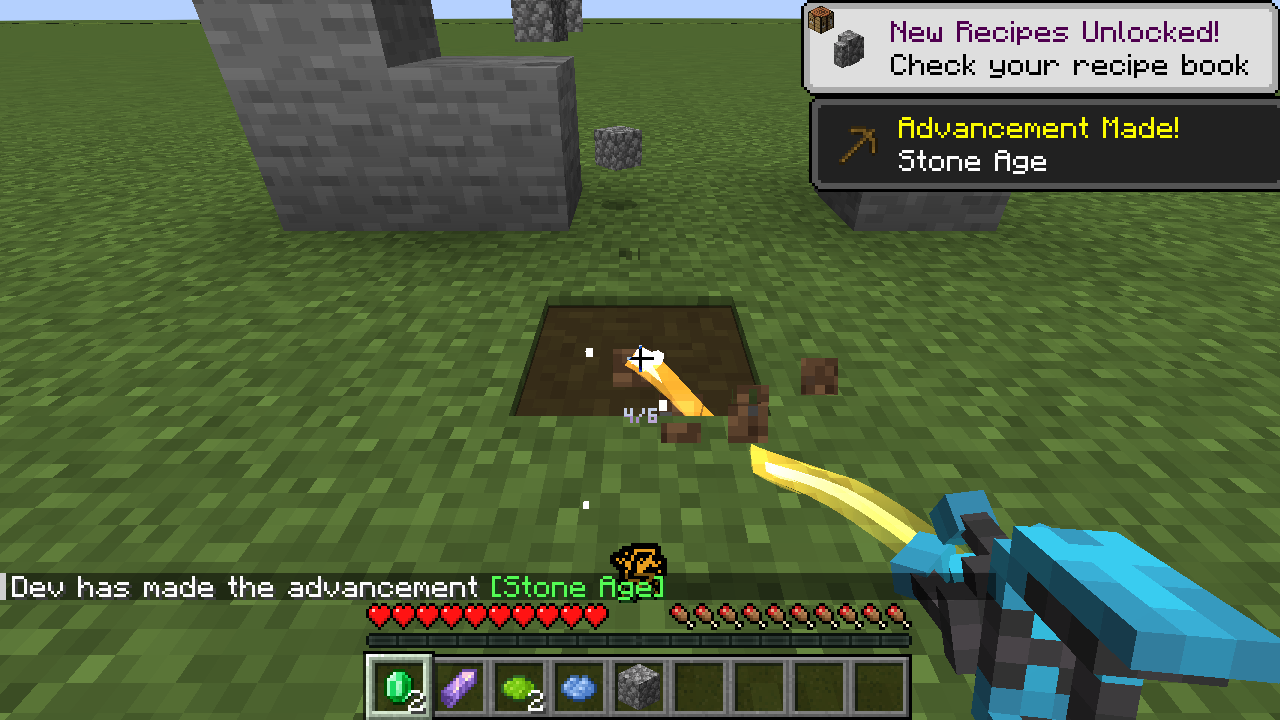 New Recipes Unlocked!
Check your recipe book
Advancement Made!
Stone Age
4/6
Dev has made the advancement [Stone Age]
2
2